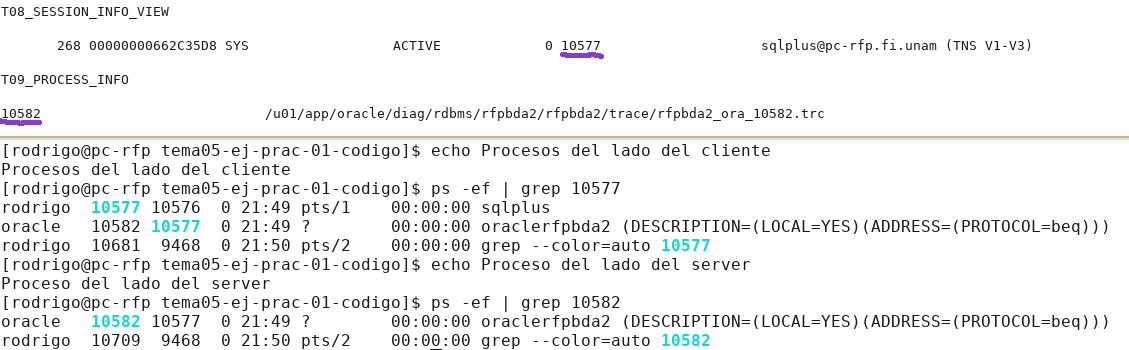 T08_SESSION_INFO_VIEW
268 00000000662C35D8 SYS ACTIVE 0 10577 sqlplus@pc-rfp.fi.unam (TNS V1-V3)
T09_PROCESS_INFO
10582 /u01/app/oracle/diag/rdbms/rfpbda2/rfpbda2/trace/rfpbda2_ora_10582.trc
[rodrigo@pc-rfp tema05-ej-prac-01-codigo]$ echo Procesos del lado del cliente
Procesos del lado del cliente
[rodrigo@pc-rfp tema05-ej-prac-01-codigo]$ ps -ef | grep 10577
rodrigo 10577 10576 0 21:49 pts/1 00:00:00 sqlplus
oracle 10582 10577 0 21:49 ? 00:00:00 oraclerfpbda2 (DESCRIPTION=(LOCAL=YES)(ADDRESS=(PROTOCOL=beq)))
rodrigo 10681 9468 0 21:50 pts/2 00:00:00 grep --color=auto 10577
[rodrigo@pc-rfp tema05-ej-prac-01-codigo]$ echo Proceso del lado del server
Proceso del lado del server
[rodrigo@pc-rfp tema05-ej-prac-01-codigo]$ ps -ef | grep 10582
oracle 10582 10577 0 21:49 ? 00:00:00 oraclerfpbda2 (DESCRIPTION=(LOCAL=YES)(ADDRESS=(PROTOCOL=beq)))
rodrigo 10709 9468 0 21:50 pts/2 00:00:00 grep --color=auto 10582